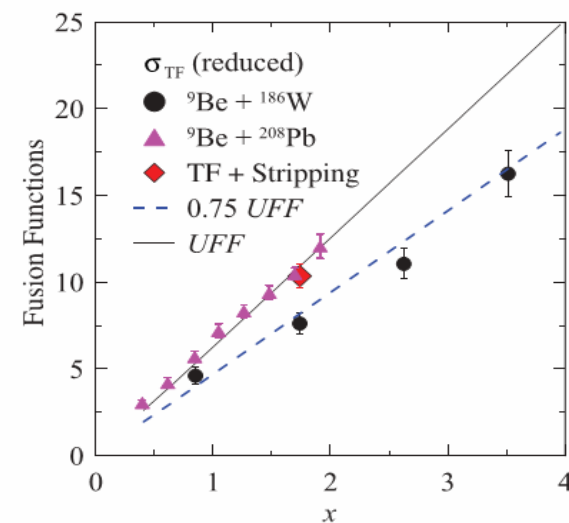 25
20
15
10
5
0
Fusion Functions
σTF (reduced)
⁹Be + ¹⁸⁶W
⁹Be + ²⁰⁸Pb
TF + Stripping
0.75 UFF
UFF
0 1 2 3 4
x